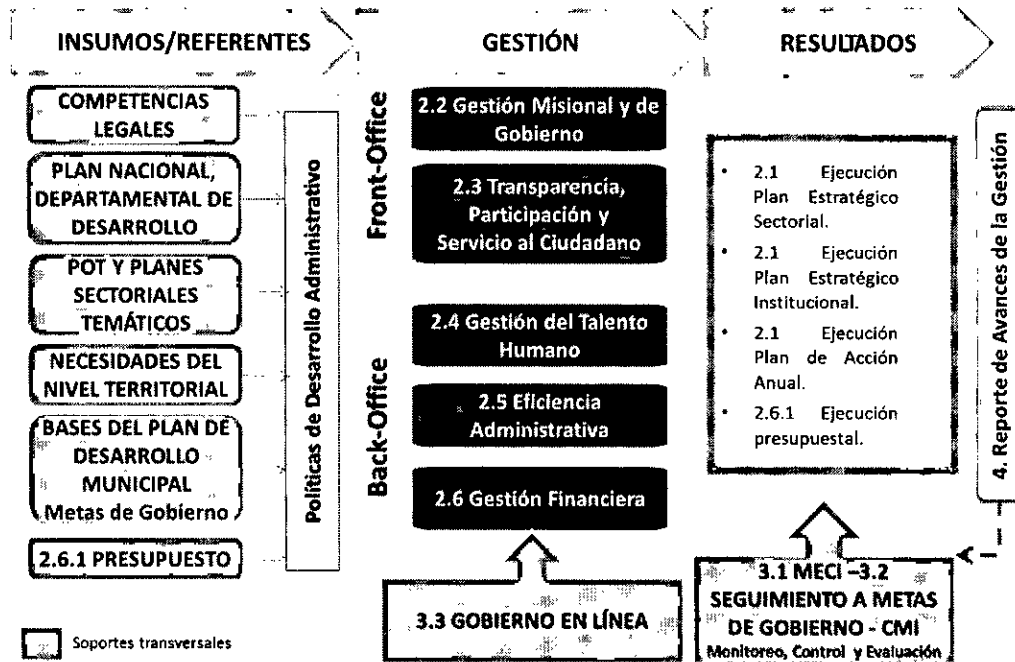 INSUMOS/REFERENTES
GESTIÓN
RESULTADOS
COMPETENCIAS
LEGALES
PLAN NACIONAL,
DEPARTAMENTAL DE
DESARROLLO
POT Y PLANES
SECTORIALES
TEMÁTICOS
NECESIDADES DEL
NIVEL TERRITORIAL
BASES DEL PLAN DE
DESARROLLO
MUNICIPAL
Metas de Gobierno
2.6.1 PRESUPUESTO
Políticas de Desarrollo Administrativo
Front-Office
2.2 Gestión Misional y de
Gobierno
2.3 Transparencia,
Participación y
Servicio al Ciudadano
Back-Office
2.4 Gestión del Talento
Humano
2.5 Eficiencia
Administrativa
2.6 Gestión Financiera
3.3 GOBIERNO EN LÍNEA
• 2.1 Ejecución
Plan Estratégico
Sectorial.
• 2.1 Ejecución
Plan Estratégico
Institucional.
• 2.1 Ejecución
Plan de Acción
Anual.
• 2.6.1 Ejecución
presupuestal.
4. Reporte de Avances de la Gestión
3.1 MECI –3.2
SEGUIMIENTO A METAS
DE GOBIERNO - CMI
Monitoreo, Control y Evaluación
Soportes transversales